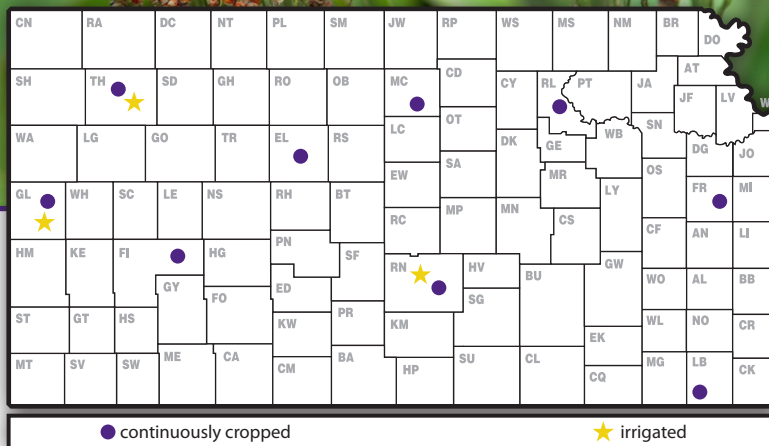 CN RA DC NT PL SM JW RP WS MS NM BR DO
SH TH SD GH RO OB MC CD CY RL PT JA AT JF LV W
WA LG GO TR EL RS LC OT DK GE WB SN DG JO
GL WH SC LE NS RH BT EW SA MR LY OS FR MI
RC MP MN CS
HM KE FI HG PN SF RN HV BU GW CF AN LI
GY FO ED SG WO AL BB
ST GT HS KW PR KM EK WL NO CR
MT SV SW ME CA CM BA HP SU CL CQ MG LB CK
continuously cropped irrigated